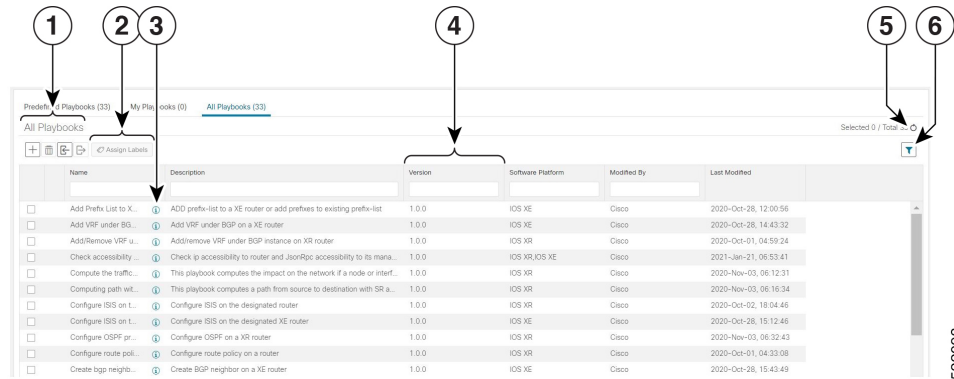 1 2 3 4 5 6
Predefined Playbooks (33) My Playbooks (0) All Playbooks (33)
All Playbooks Selected 0 / Total 33
Assign Labels
Name Description Version Software Platform Modified By Last Modified
Add Prefix List to X... ADD prefix-list to a XE router or add prefixes to existing prefix-list 1.0.0 IOS XE Cisco 2020-Oct-28, 12:00:56
Add VRF under BG... Add VRF under BGP on a XE router 1.0.0 IOS XE Cisco 2020-Oct-28, 14:43:32
Add/Remove VRF u... Add/remove VRF under BGP instance on XR router 1.0.0 IOS XR Cisco 2020-Oct-01, 04:59:24
Check accessibility ... Check ip accessibility to router and JsonRpc accessibility to its mana... 1.0.0 IOS XR,IOS XE Cisco 2021-Jan-21, 06:53:41
Compute the traffic... This playbook computes the impact on the network if a node or interf... 1.0.0 IOS XR Cisco 2020-Nov-03, 06:12:31
Computing path wit... This playbook computes a path from source to destination with SR a... 1.0.0 IOS XR Cisco 2020-Nov-03, 06:16:34
Configure ISIS on t... Configure ISIS on the designated router 1.0.0 IOS XR Cisco 2020-Oct-02, 18:04:46
Configure ISIS on t... Configure ISIS on the designated XE router 1.0.0 IOS XE Cisco 2020-Oct-28, 15:12:46
Configure OSPF pr... Configure OSPF on a XR router 1.0.0 IOS XR Cisco 2020-Nov-03, 06:32:43
Configure route poli... Configure route policy on a router 1.0.0 IOS XR Cisco 2020-Oct-01, 04:33:08
Create bgp neighb... Create BGP neighbor on a XE router 1.0.0 IOS XE Cisco 2020-Oct-28, 15:43:49